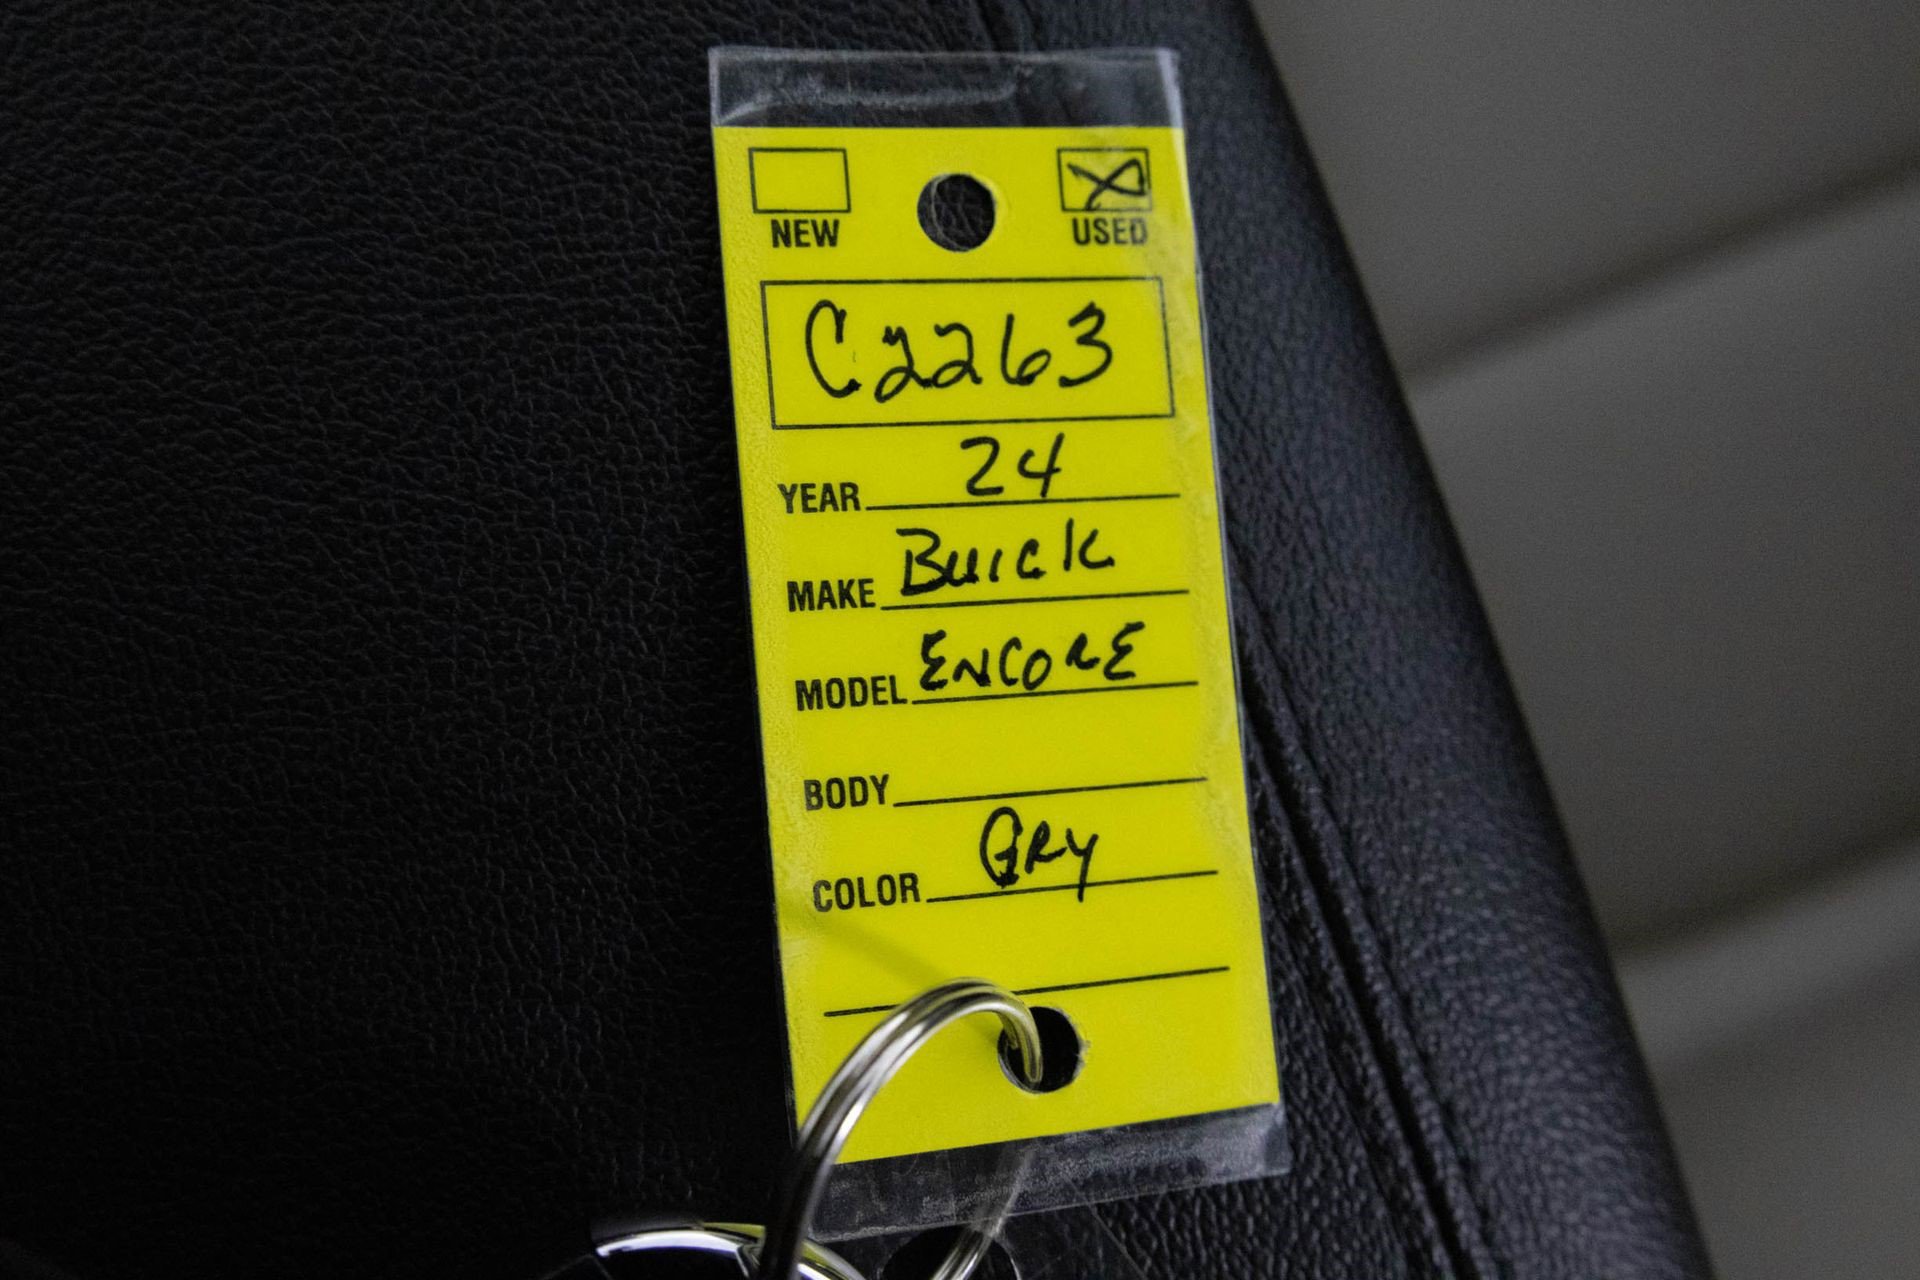 NEW USED
C2263
YEAR 24
MAKE Buick
MODEL ENCORE
BODY
COLOR GRY